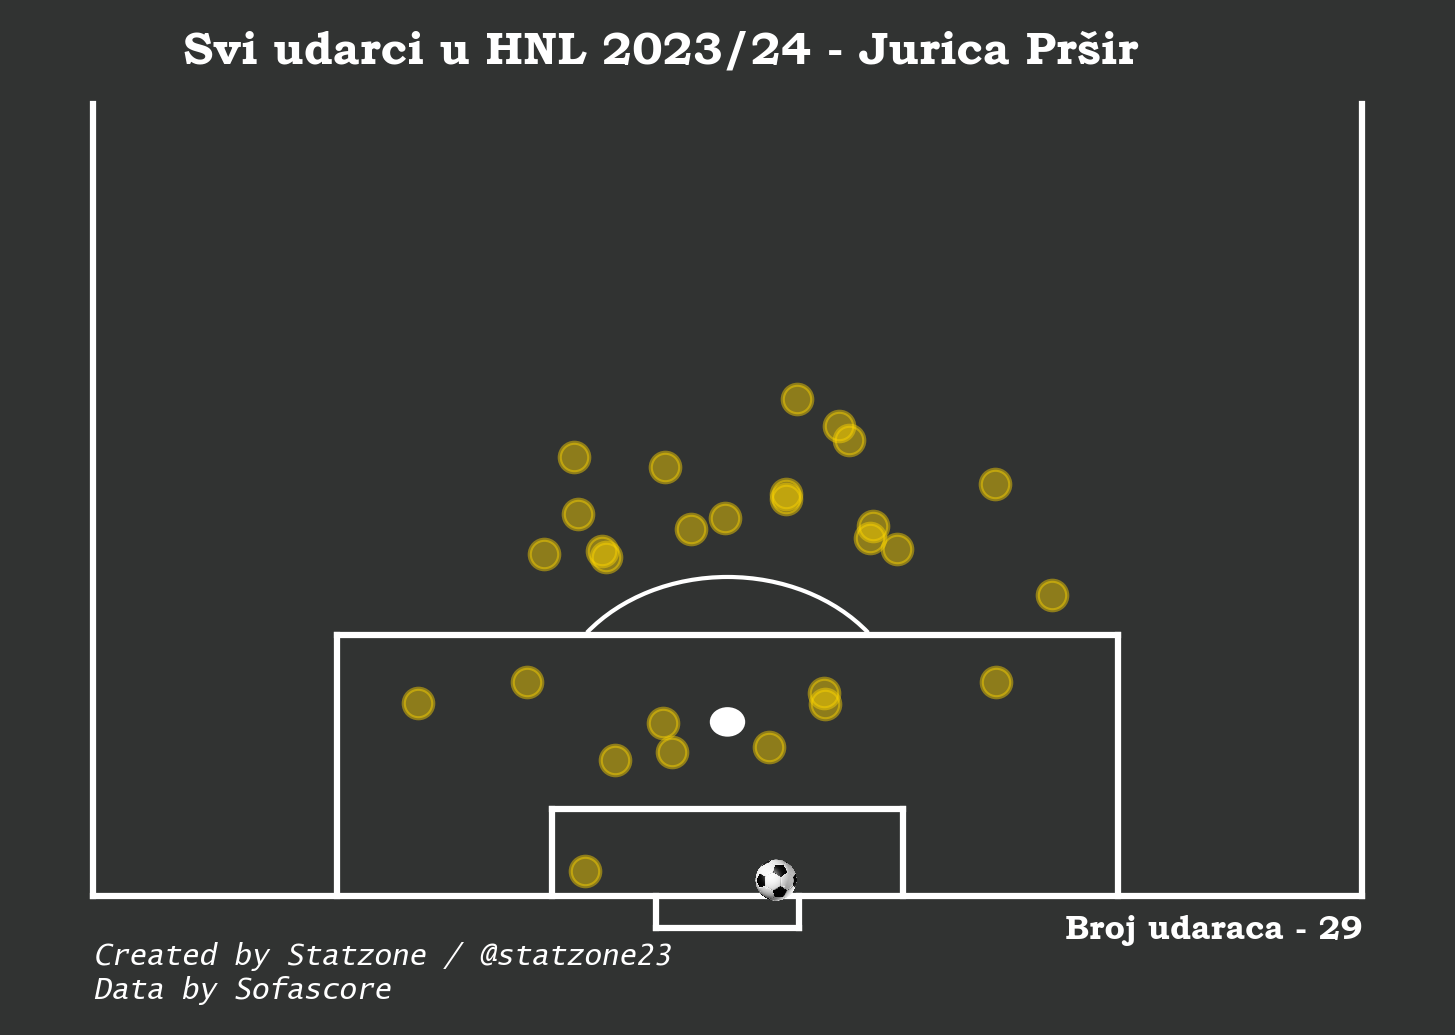 Svi udarci u HNL 2023/24 - Jurica Pršir
Broj udaraca - 29
Created by Statzone / @statzone23
Data by Sofascore